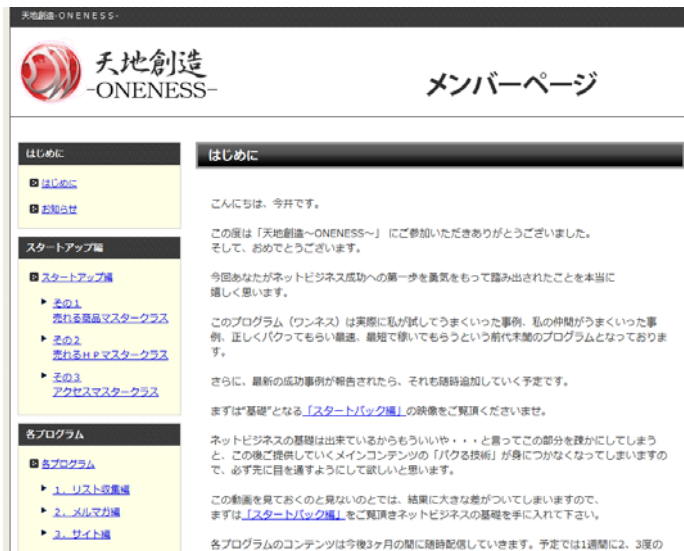 天地創造-ONENESS-
天地創造
-ONENESS-
メンバーページ
はじめに
はじめに
お知らせ
スタートアップ編
スタートアップ編
その1
売れる商品マスタークラス
その2
売れるHPマスタークラス
その3
アクセスマスタークラス
各プログラム
各プログラム
1．リスト収集編
2．メルマガ編
3．サイト編
はじめに
こんにちは、今井です。
この度は「天地創造～ONENESS～」 にご参加いただきありがとうございました。
そして、おめでとうございます。
今回あなたがネットビジネス成功への第一歩を勇気をもって踏み出されたことを本当に
嬉しく思います。
このプログラム（ワンネス）は実際に私が試してうまくいった事例、私の仲間がうまくいった事
例、正しくパクってもらい最速、最短で稼いでもらうという前代未聞のプログラムとなっておりま
す。
さらに、最新の成功事例が報告されたら、それも随時追加していく予定です。
まずは"基礎"となる「スタートパック編」の映像をご覧頂くださいませ。
ネットビジネスの基礎は出来ているからもういいや・・・と言ってこの部分を疎かにしてしまう
と、この後ご提供していくメインコンテンツの「パクる技術」が身につかなくなってしまいますの
で、必ず先に目を通すようにして欲しいと思います。
この動画を見ておくのと見ないのとでは、結果に大きな差がついてしまいますので、
まずは「スタートパック編」をご覧頂きネットビジネスの基礎を手に入れて下さい。
各プログラムのコンテンツは今後3ヶ月の間に随時配信していきます。予定では1週間に2、3度の